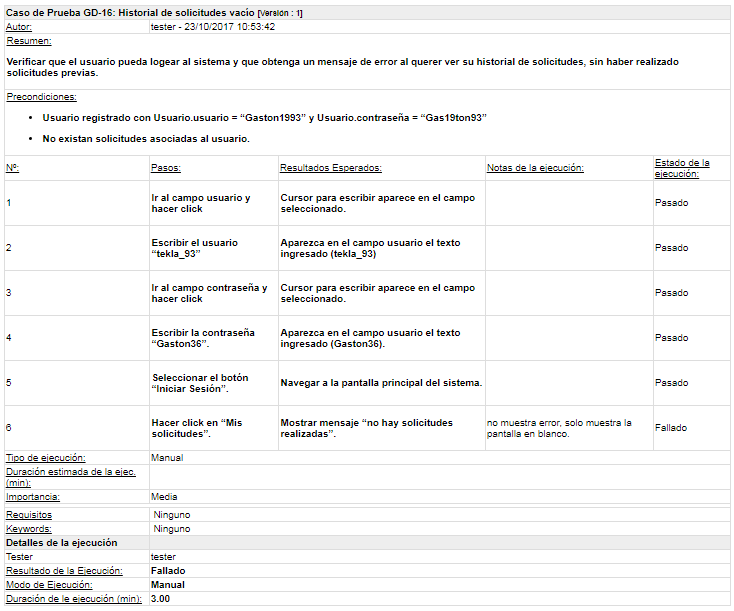 Caso de Prueba GD-16: Historial de solicitudes vacío [Versión : 1]
Autor: tester - 23/10/2017 10:53:42
Resumen:
Verificar que el usuario pueda logear al sistema y que obtenga un mensaje de error al querer ver su historial de solicitudes, sin haber realizado
solicitudes previas.
Precondiciones:
• Usuario registrado con Usuario.usuario = “Gaston1993” y Usuario.contraseña = “Gas19ton93”
• No existan solicitudes asociadas al usuario.
Nº: Pasos: Resultados Esperados: Notas de la ejecución: Estado de la
ejecución:
1 Ir al campo usuario y
hacer click Cursor para escribir aparece en el campo
seleccionado. Pasado
2 Escribir el usuario
“tekla_93” Aparezca en el campo usuario el texto
ingresado (tekla_93) Pasado
3 Ir al campo contraseña y
hacer click Cursor para escribir aparece en el campo
seleccionado. Pasado
4 Escribir la contraseña
“Gaston36”. Aparezca en el campo usuario el texto
ingresado (Gaston36). Pasado
5 Seleccionar el botón
“Iniciar Sesión”. Navegar a la pantalla principal del sistema. Pasado
6 Hacer click en “Mis
solicitudes”. Mostrar mensaje “no hay solicitudes
realizadas”. no muestra error, solo muestra la
pantalla en blanco. Fallado
Tipo de ejecución: Manual
Duración estimada de la ejec.
(min):
Importancia: Media
Requisitos Ninguno
Keywords: Ninguno
Detalles de la ejecución
Tester tester
Resultado de la Ejecución: Fallado
Modo de Ejecución: Manual
Duración de le ejecución (min): 3.00